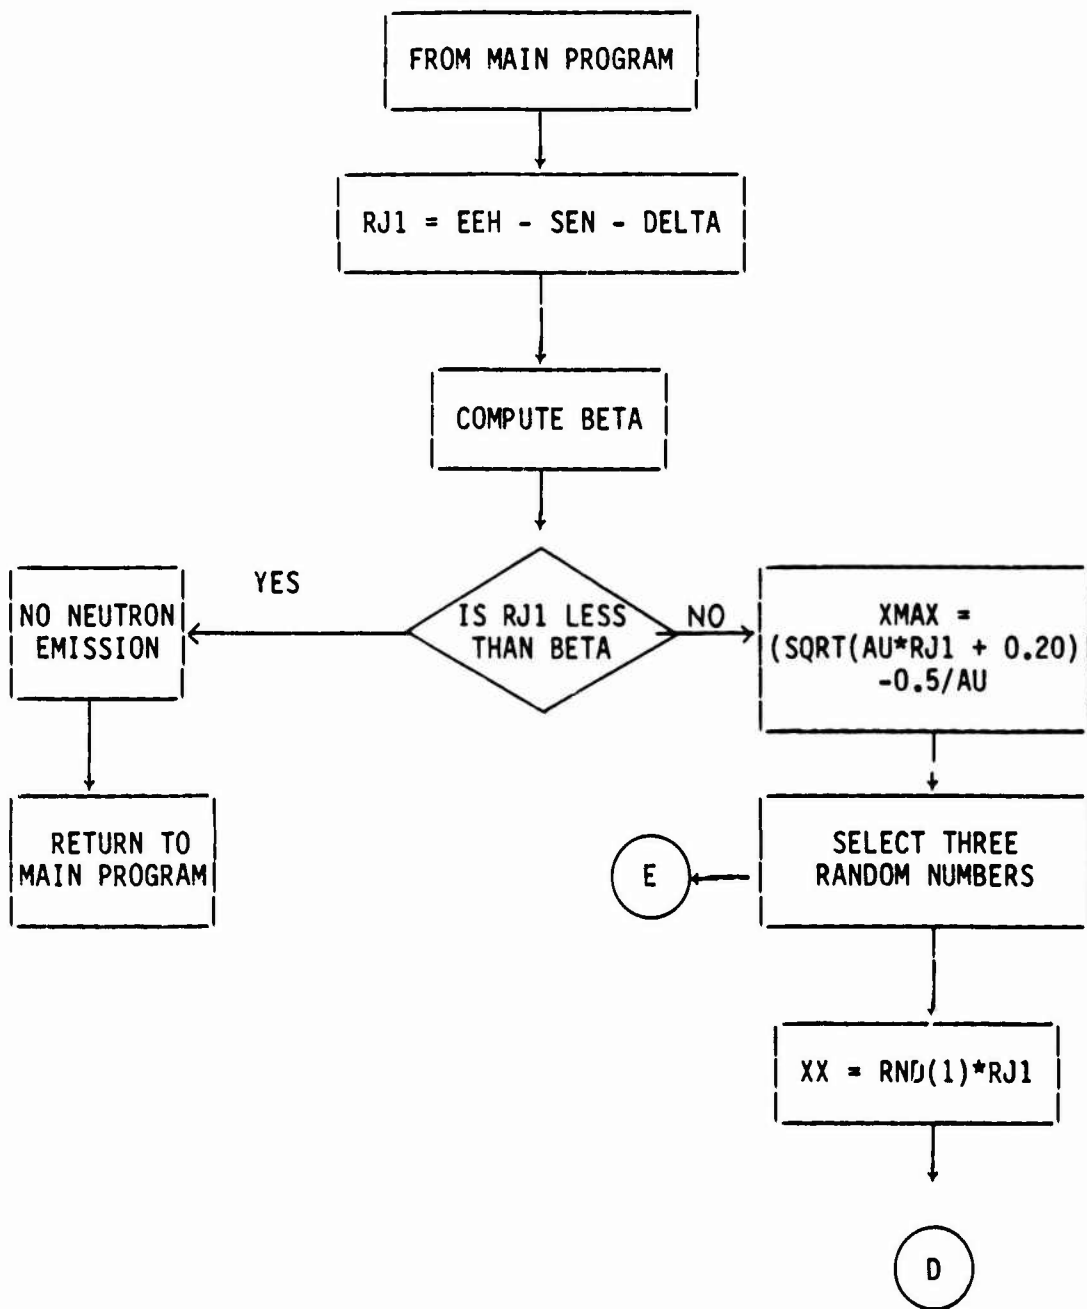 FROM MAIN PROGRAM
RJ1 = EEH - SEN - DELTA
COMPUTE BETA
YES
NO NEUTRON
EMISSION
IS RJ1 LESS
THAN BETA
NO
XMAX =
(SQRT(AU*RJ1 + 0.20)
-0.5/AU
RETURN TO
MAIN PROGRAM
E
SELECT THREE
RANDOM NUMBERS
XX = RND(1)*RJ1
D